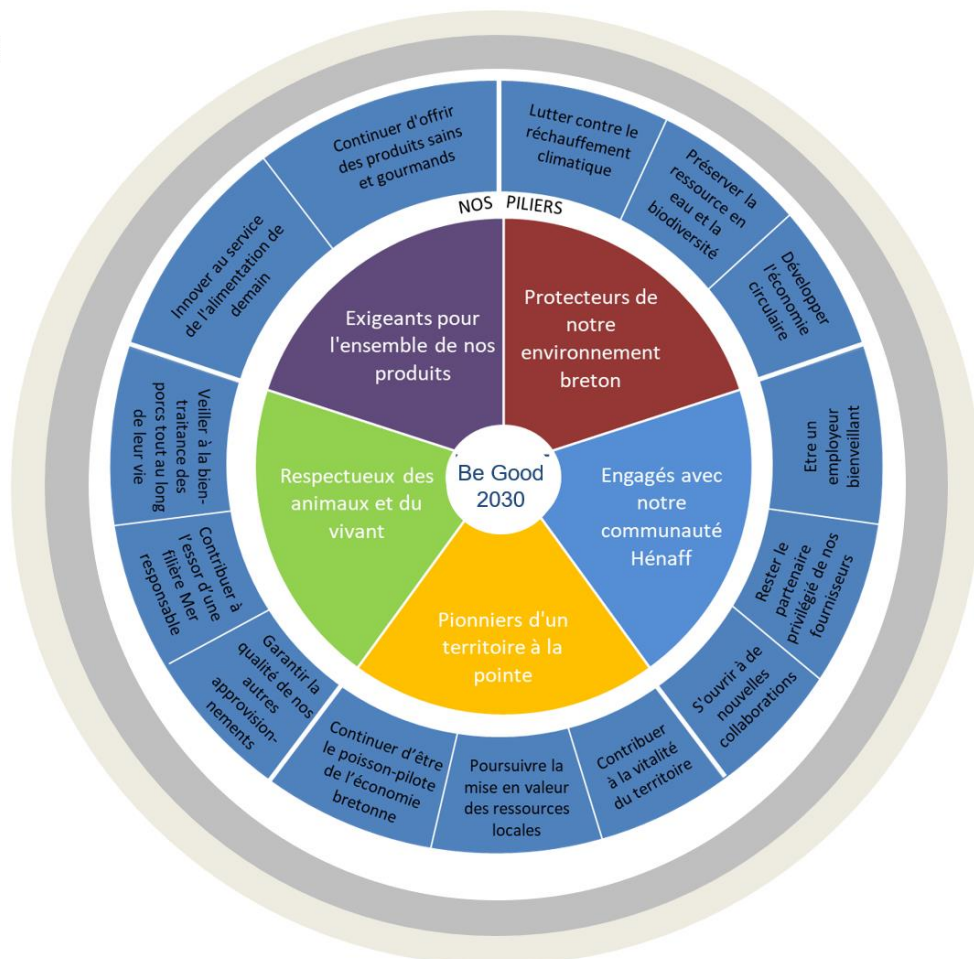 NOS PILIERS
Be Good
2030
Protecteurs de
notre
environnement
breton
Lutter contre le
réchauffement
climatique
Préserver la
ressource en
eau et la
biodiversité
Développer
l'économie
circulaire
Engagés avec
notre
communauté
Hénaff
Etre un
employeur
bienveillant
Rester le
partenaire
privilégié de nos
fournisseurs
S'ouvrir à de
nouvelles
collaborations
Pionniers d'un
territoire à la
pointe
Contribuer
à la vitalité
du territoire
Poursuivre la
mise en valeur
des ressources
locales
Continuer d’être
le poisson-pilote
de l’économie
bretonne
Respectueux des
animaux et du
vivant
Garantir la
qualité de nos
autres
approvision-
nements
Contribuer à
l’essor d’une
filière Mer
responsable
Veiller à la bien-
traitance des
porcs tout au long
de leur vie
Exigeants pour
l'ensemble de nos
produits
Innover au service
de l'alimentation de
demain
Continuer d'offrir
des produits sains
et gourmands